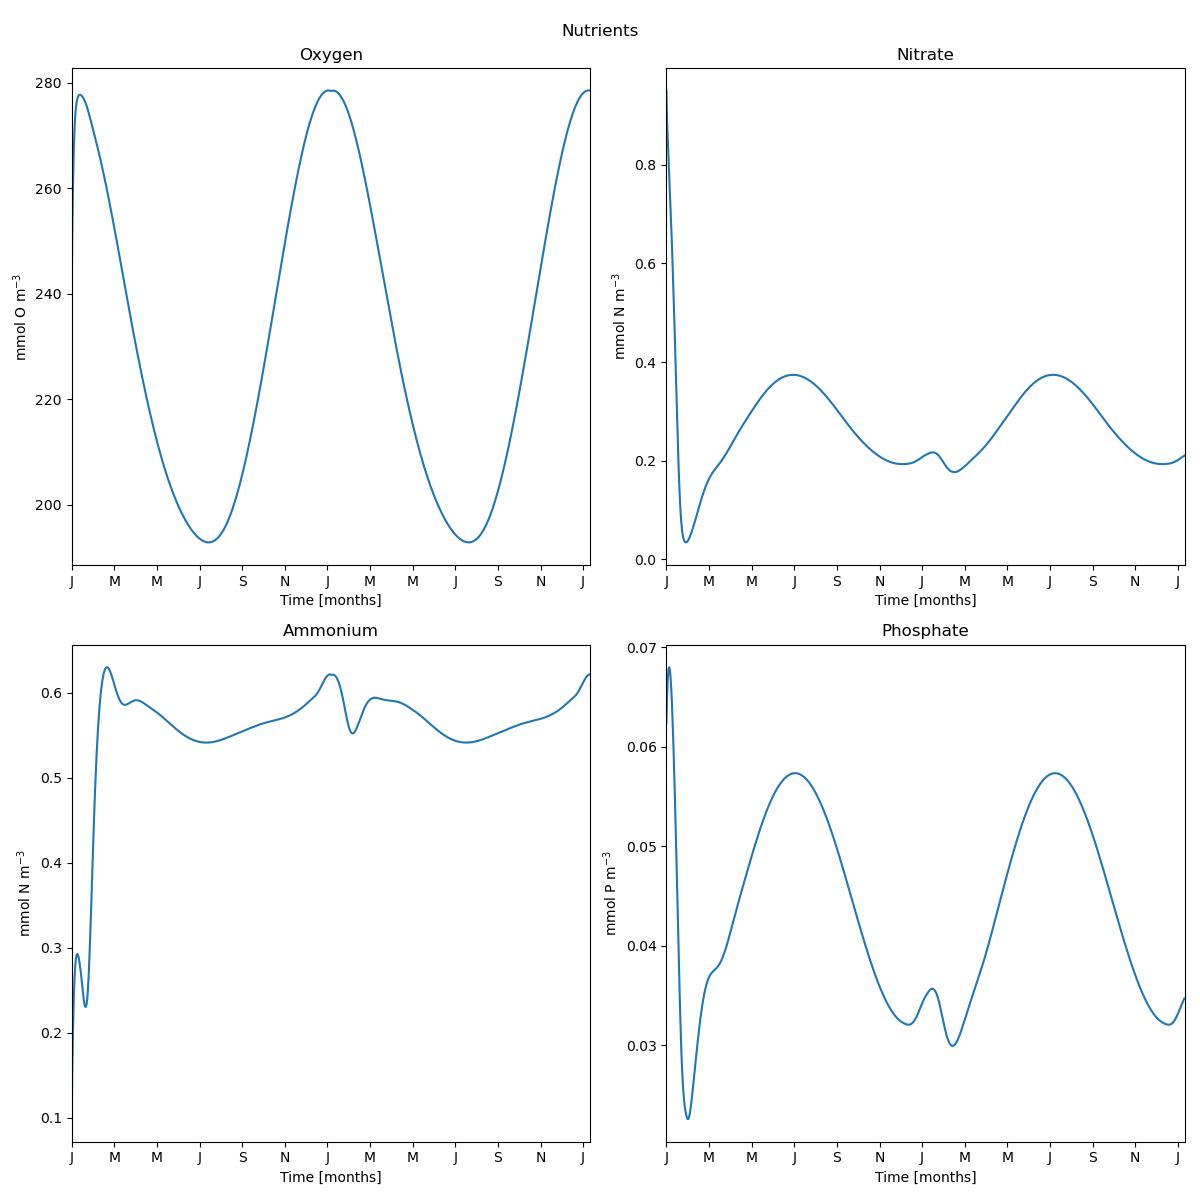 Nutrients
Oxygen
280
260
240
220
200
mmol O m⁻³
J M M J S N J M M J S N J
Time [months]
Nitrate
0.8
0.6
0.4
0.2
0.0
mmol N m⁻³
J M M J S N J M M J S N J
Time [months]
Ammonium
0.6
0.5
0.4
0.3
0.2
0.1
mmol N m⁻³
J M M J S N J M M J S N J
Time [months]
Phosphate
0.07
0.06
0.05
0.04
0.03
mmol P m⁻³
J M M J S N J M M J S N J
Time [months]